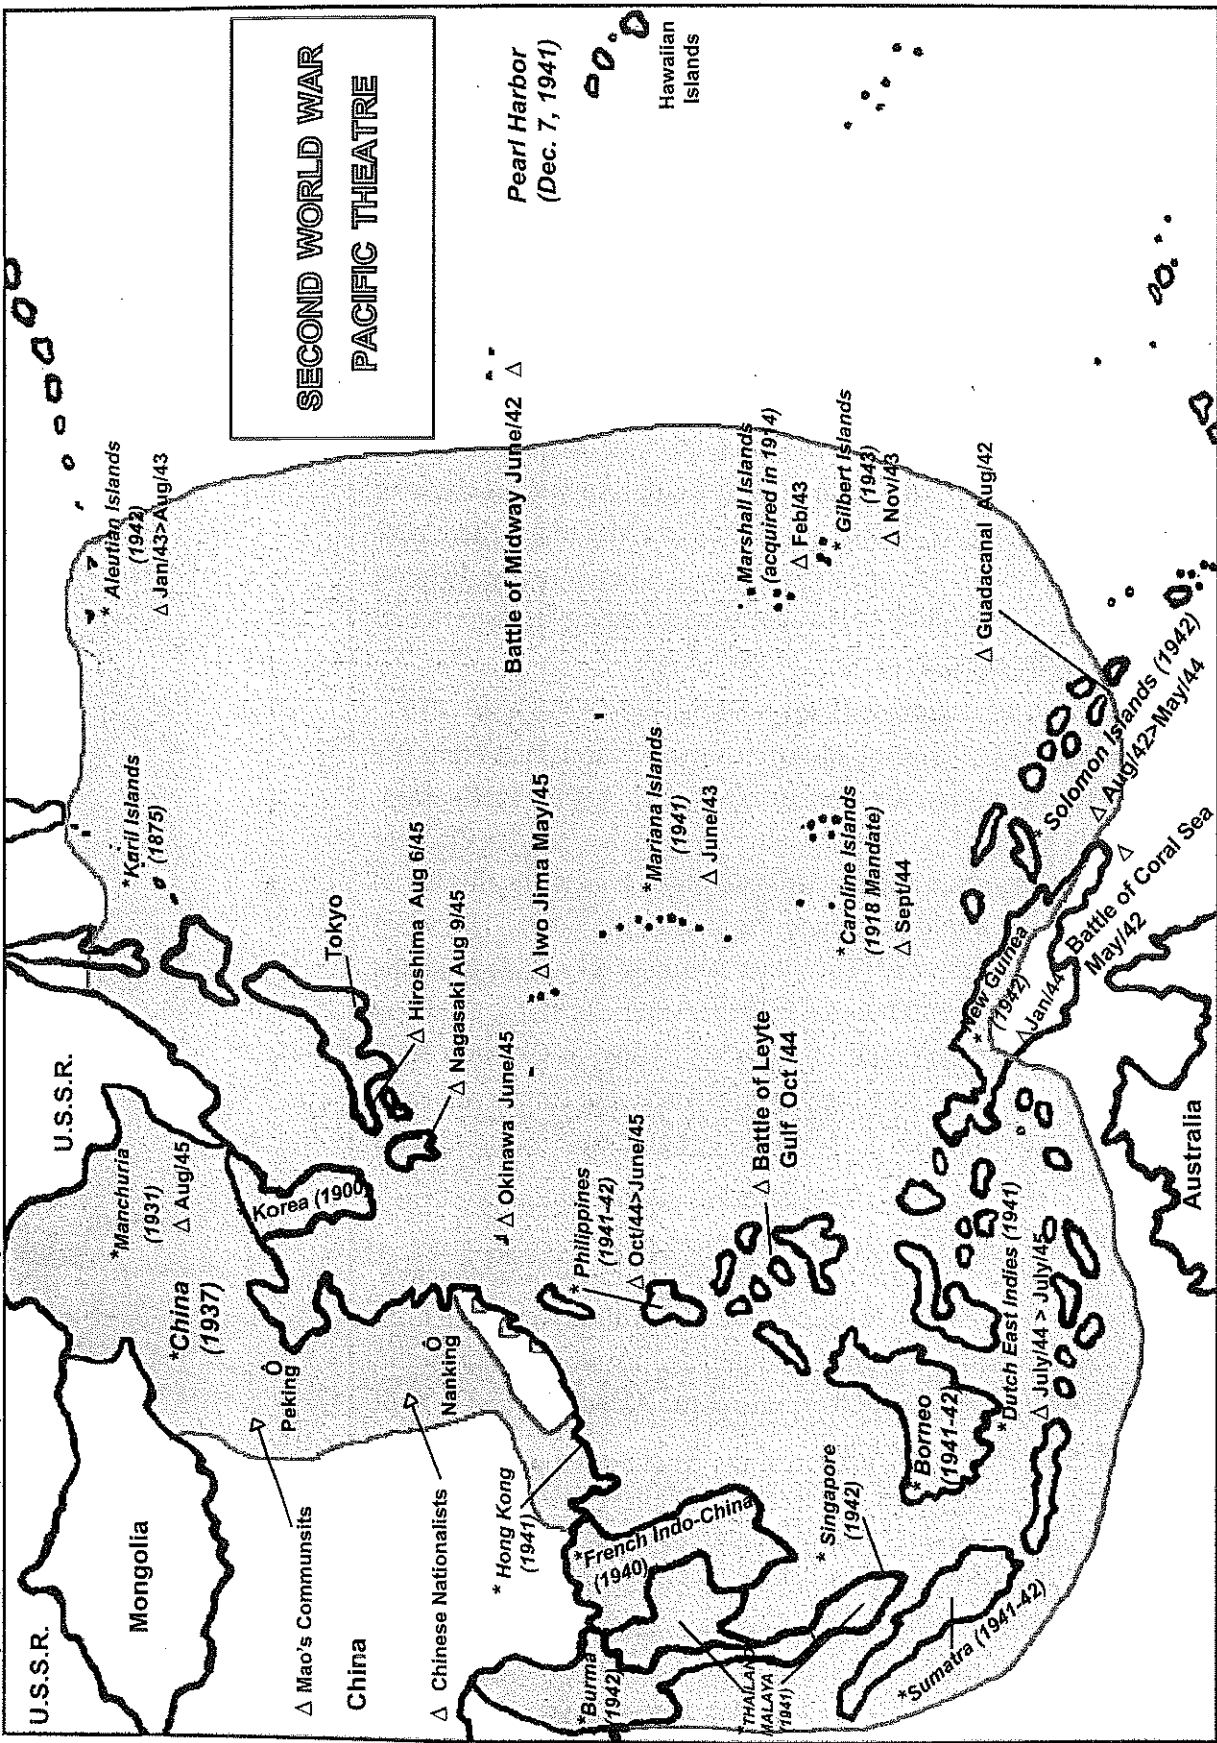 SECOND WORLD WAR
PACIFIC THEATRE
U.S.S.R.
Mongolia
U.S.S.R.
*Manchuria
(1931)
△ Aug/45
*China
(1937)
Peking
△ Mao's Communsits
China
△ Chinese Nationalists
Nanking
* Korea (1900)
*Karil Islands
(1875)
Tokyo
△ Hiroshima Aug 6/45
△ Nagasaki Aug 9/45
* Aleutian Islands
(1942)
△ Jan/43>Aug/43
Pearl Harbor
(Dec. 7, 1941)
Hawaiian
Islands
Battle of Midway June/42 △
△ Okinawa June/45
△ Iwo Jima May/45
* Hong Kong
(1941)
*Burma
(1942)
*French Indo-China
(1940)
*THAILAND
MALAYA
(1941)
* Philippines
(1941-42)
△ Oct/44>June/45
△ Battle of Leyte
Gulf Oct /44
*Mariana Islands
(1941)
△ June/43
*Caroline Islands
(1918 Mandate)
△ Sept/44
Marshall Islands
(acquired in 1914)
△ Feb/43
* Gilbert Islands
(1943)
△ Nov/43
* Singapore
(1942)
*Sumatra (1941-42)
* Borneo
(1941-42)
*Dutch East Indies (1941)
△ July/44 > July/45
* New Guinea
(1942)
△ Jan/44
△ Guadacanal Aug/42
* Solomon Islands (1942)
△ Aug/42>May/44
△
Battle of Coral Sea
May/42
Australia